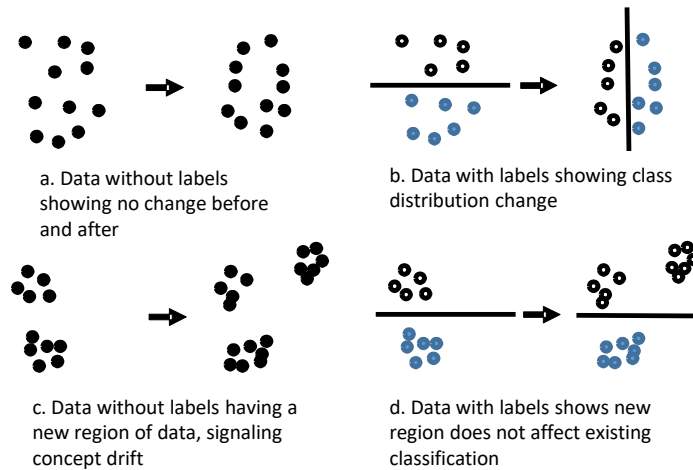 a. Data without labels
showing no change before
and after
b. Data with labels showing class
distribution change
c. Data without labels having a
new region of data, signaling
concept drift
d. Data with labels shows new
region does not affect existing
classification